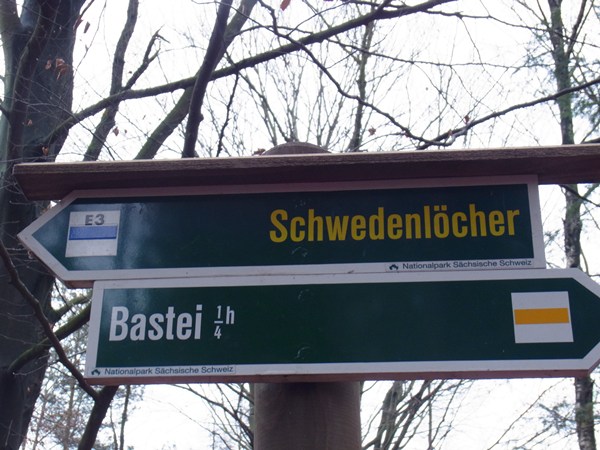 E3
Schwedenlöcher
Nationalpark Sächsische Schweiz
Bastei 1/4 h
Nationalpark Sächsische Schweiz